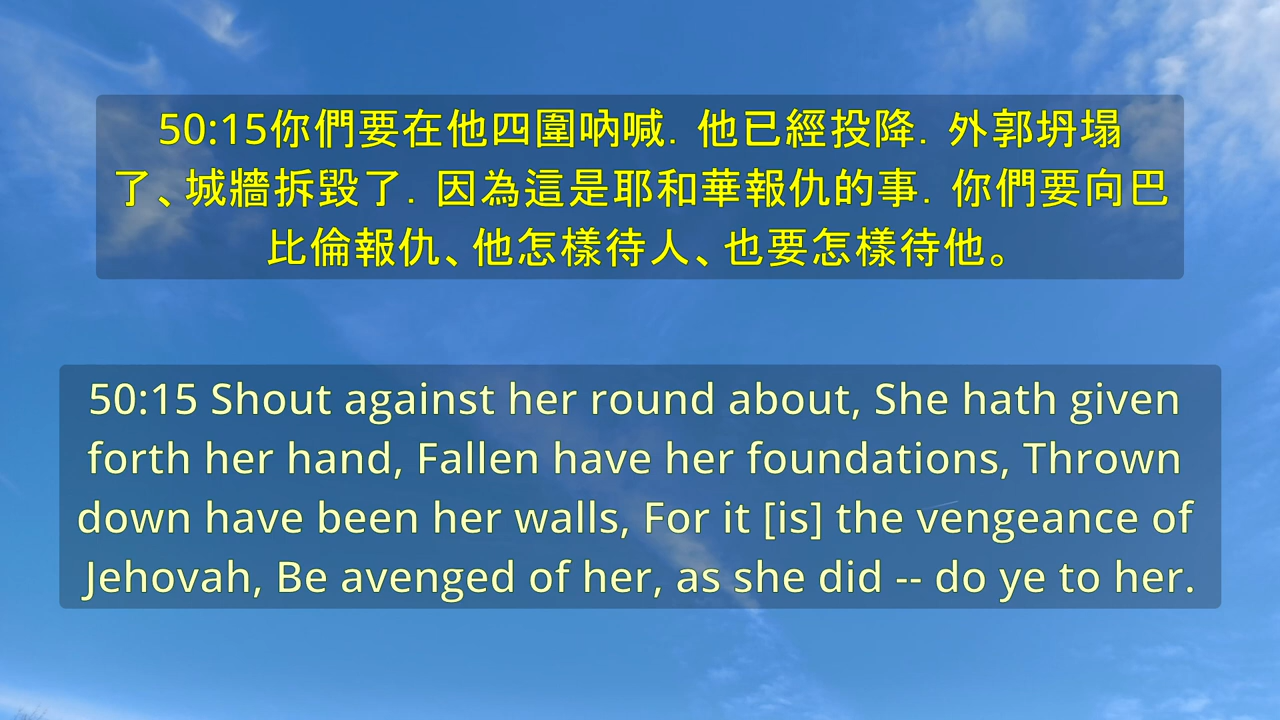 50:15你們要在他四圍吶喊．他已經投降．外郭坍塌
了、城牆拆毀了．因為這是耶和華報仇的事．你們要向巴
比倫報仇、他怎樣待人、也要怎樣待他。
50:15 Shout against her round about, She hath given
forth her hand, Fallen have her foundations, Thrown
down have been her walls, For it [is] the vengeance of
Jehovah, Be avenged of her, as she did -- do ye to her.